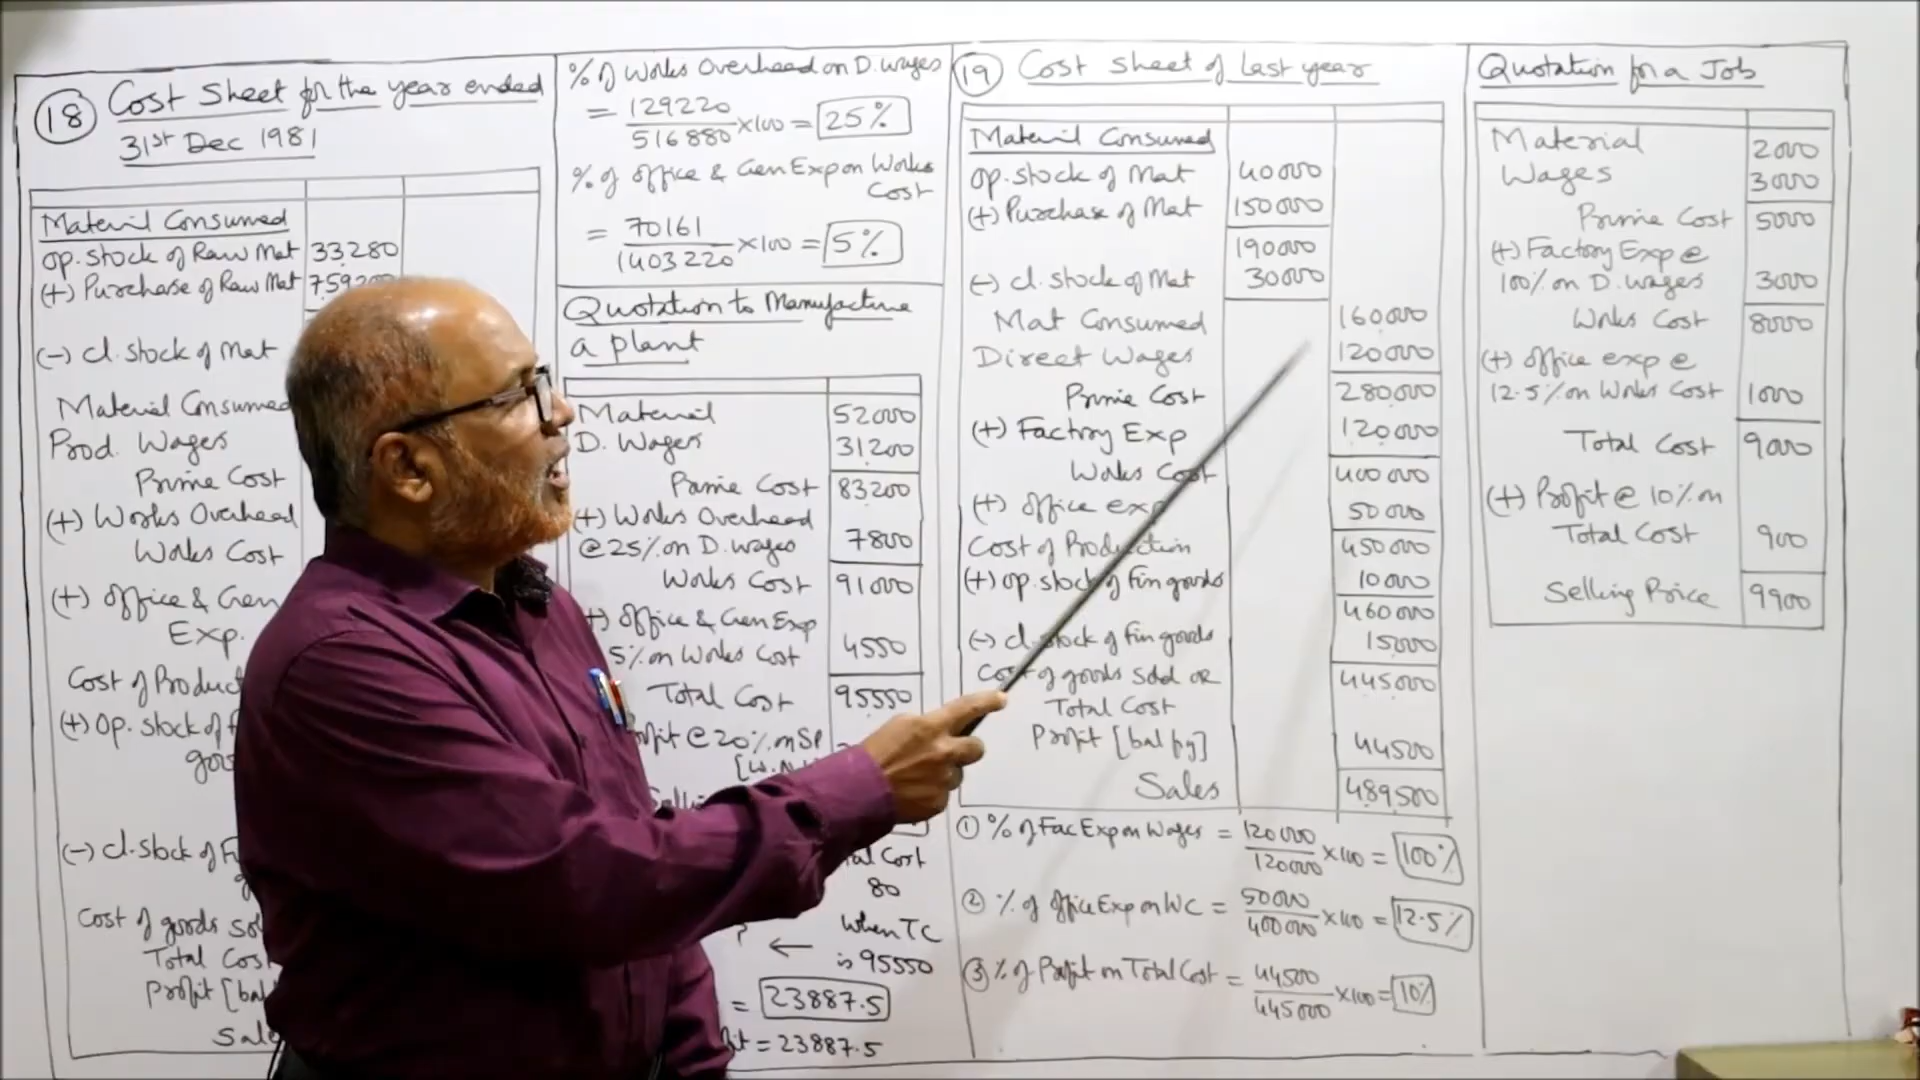 18 Cost Sheet for the year ended
31st Dec 1981
Material Consumed
Op. stock of Raw Mat 33280
(+) Purchase of Raw Mat
(-) cl. stock of Mat
Material Consumed
Prod. Wages
Prime Cost
(+) Works Overhead
Works Cost
(+) office & Gen
Exp.
Cost of
(+) Op. stock of
(-) cl. stock of
Cost of goods
Total
Profit
% of Works Overhead on D. wages
= 129220 / 516880 ×100 = 25%
% of office & Gen Exp on Works
Cost
= 70161 / 1403220 ×100 = 5%
Quotation to Manufacture
a plant
Material 52000
D. Wages 31200
Prime Cost 83200
(+) Works Overhead
@ 25% on D. wages 7800
Works Cost 91000
office & Gen Exp
5% on Works Cost 4550
Total Cost 95550
@ 20% on SP
Cost
80
? ← when TC
is 95550
= 23887.5
= 23887.5
19 Cost sheet of last year
Material Consumed
Op. stock of Mat 40000
(+) Purchase of Mat 150000
190000
(-) cl. stock of Mat 30000
Mat Consumed 160000
Direct Wages 120000
Prime Cost 280000
(+) Factory Exp 120000
Works Cost 400000
(+) office exp 50000
Cost of Production 450000
(+) op. stock of fin goods 10000
460000
(-) cl. stock of fin goods 15000
Cost of goods sold OR 445000
Total Cost
Profit [bal fig] 44500
Sales 489500
① % of Fac Exp on Wages = 120000 / 120000 ×100 = 100%
② % of office Exp on WC = 50000 / 400000 ×100 = 12.5%
③ % of Profit on Total Cost = 44500 / 445000 ×100 = 10%
Quotation for a Job
Material 2000
Wages 3000
Prime Cost 5000
(+) Factory Exp @
100% on D. wages 3000
Works Cost 8000
(+) office exp @
12.5% on Works Cost 1000
Total Cost 9000
(+) Profit @ 10% on
Total Cost 900
Selling Price 9900